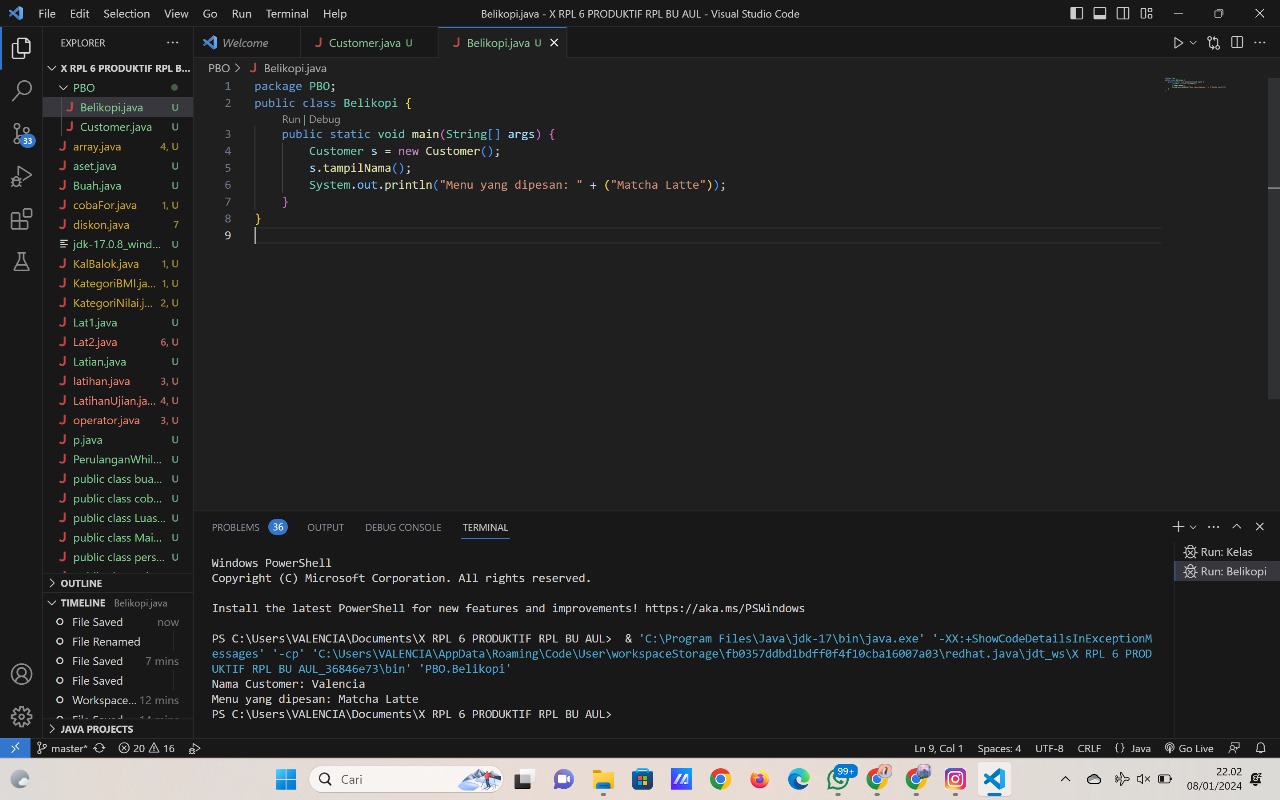 File Edit Selection View Go Run Terminal Help
Belikopi.java - X RPL 6 PRODUKTIF RPL BU AUL - Visual Studio Code
EXPLORER
X RPL 6 PRODUKTIF RPL B...
PBO
Belikopi.java U
Customer.java U
array.java 4, U
aset.java U
Buah.java U
cobaFor.java 1, U
diskon.java 7
jdk-17.0.8_wind... U
KalBalok.java 1, U
KategoriBMI.ja... 1, U
KategoriNilai.j... 2, U
Lat1.java U
Lat2.java 6, U
Latian.java U
latihan.java 3, U
LatihanUjian.ja... 4, U
operator.java 3, U
p.java U
PerulanganWhil... U
public class bua... U
public class cob... U
public class Luas... U
public class Mai... U
public class pers... U
OUTLINE
TIMELINE Belikopi.java
File Saved now
File Renamed
File Saved 7 mins
File Saved
Workspace... 12 mins
JAVA PROJECTS
33
Welcome
Customer.java U
Belikopi.java U
PBO > Belikopi.java
1 package PBO;
2 public class Belikopi {
Run | Debug
3 public static void main(String[] args) {
4 Customer s = new Customer();
5 s.tampilNama();
6 System.out.println("Menu yang dipesan: " + ("Matcha Latte"));
7 }
8 }
9
PROBLEMS 36 OUTPUT DEBUG CONSOLE TERMINAL
Windows PowerShell
Copyright (C) Microsoft Corporation. All rights reserved.
Install the latest PowerShell for new features and improvements! https://aka.ms/PSWindows
PS C:\Users\VALENCIA\Documents\X RPL 6 PRODUKTIF RPL BU AUL> & 'C:\Program Files\Java\jdk-17\bin\java.exe' '-XX:+ShowCodeDetailsInExceptionM
essages' '-cp' 'C:\Users\VALENCIA\AppData\Roaming\Code\User\workspaceStorage\fb0357ddbd1bdff0f4f10cba16007a03\redhat.java\jdt_ws\X RPL 6 PROD
UKTIF RPL BU AUL_36846e73\bin' 'PBO.Belikopi'
Nama Customer: Valencia
Menu yang dipesan: Matcha Latte
PS C:\Users\VALENCIA\Documents\X RPL 6 PRODUKTIF RPL BU AUL>
Run: Kelas
Run: Belikopi
master* 20 16
Ln 9, Col 1 Spaces: 4 UTF-8 CRLF {} Java Go Live
Cari
99+
22.02
08/01/2024